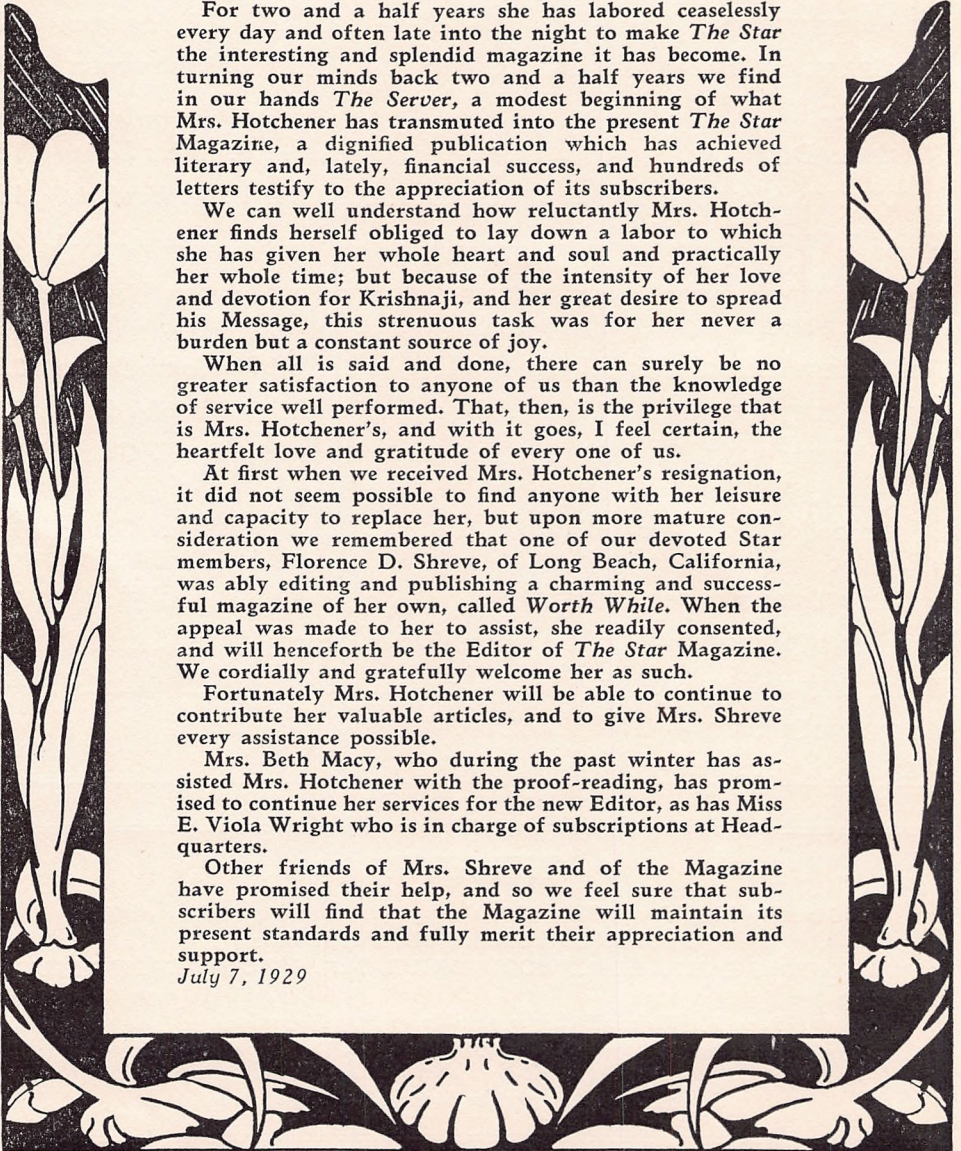 For two and a half years she has labored ceaselessly
every day and often late into the night to make The Star
the interesting and splendid magazine it has become. In
turning our minds back two and a half years we find
in our hands The Server, a modest beginning of what
Mrs. Hotchener has transmuted into the present The Star
Magazine, a dignified publication which has achieved
literary and, lately, financial success, and hundreds of
letters testify to the appreciation of its subscribers.
We can well understand how reluctantly Mrs. Hotch-
ener finds herself obliged to lay down a labor to which
she has given her whole heart and soul and practically
her whole time; but because of the intensity of her love
and devotion for Krishnaji, and her great desire to spread
his Message, this strenuous task was for her never a
burden but a constant source of joy.
When all is said and done, there can surely be no
greater satisfaction to anyone of us than the knowledge
of service well performed. That, then, is the privilege that
is Mrs. Hotchener's, and with it goes, I feel certain, the
heartfelt love and gratitude of every one of us.
At first when we received Mrs. Hotchener's resignation,
it did not seem possible to find anyone with her leisure
and capacity to replace her, but upon more mature con-
sideration we remembered that one of our devoted Star
members, Florence D. Shreve, of Long Beach, California,
was ably editing and publishing a charming and success-
ful magazine of her own, called Worth While. When the
appeal was made to her to assist, she readily consented,
and will henceforth be the Editor of The Star Magazine.
We cordially and gratefully welcome her as such.
Fortunately Mrs. Hotchener will be able to continue to
contribute her valuable articles, and to give Mrs. Shreve
every assistance possible.
Mrs. Beth Macy, who during the past winter has as-
sisted Mrs. Hotchener with the proof-reading, has prom-
ised to continue her services for the new Editor, as has Miss
E. Viola Wright who is in charge of subscriptions at Head-
quarters.
Other friends of Mrs. Shreve and of the Magazine
have promised their help, and so we feel sure that sub-
scribers will find that the Magazine will maintain its
present standards and fully merit their appreciation and
support.
July 7, 1929